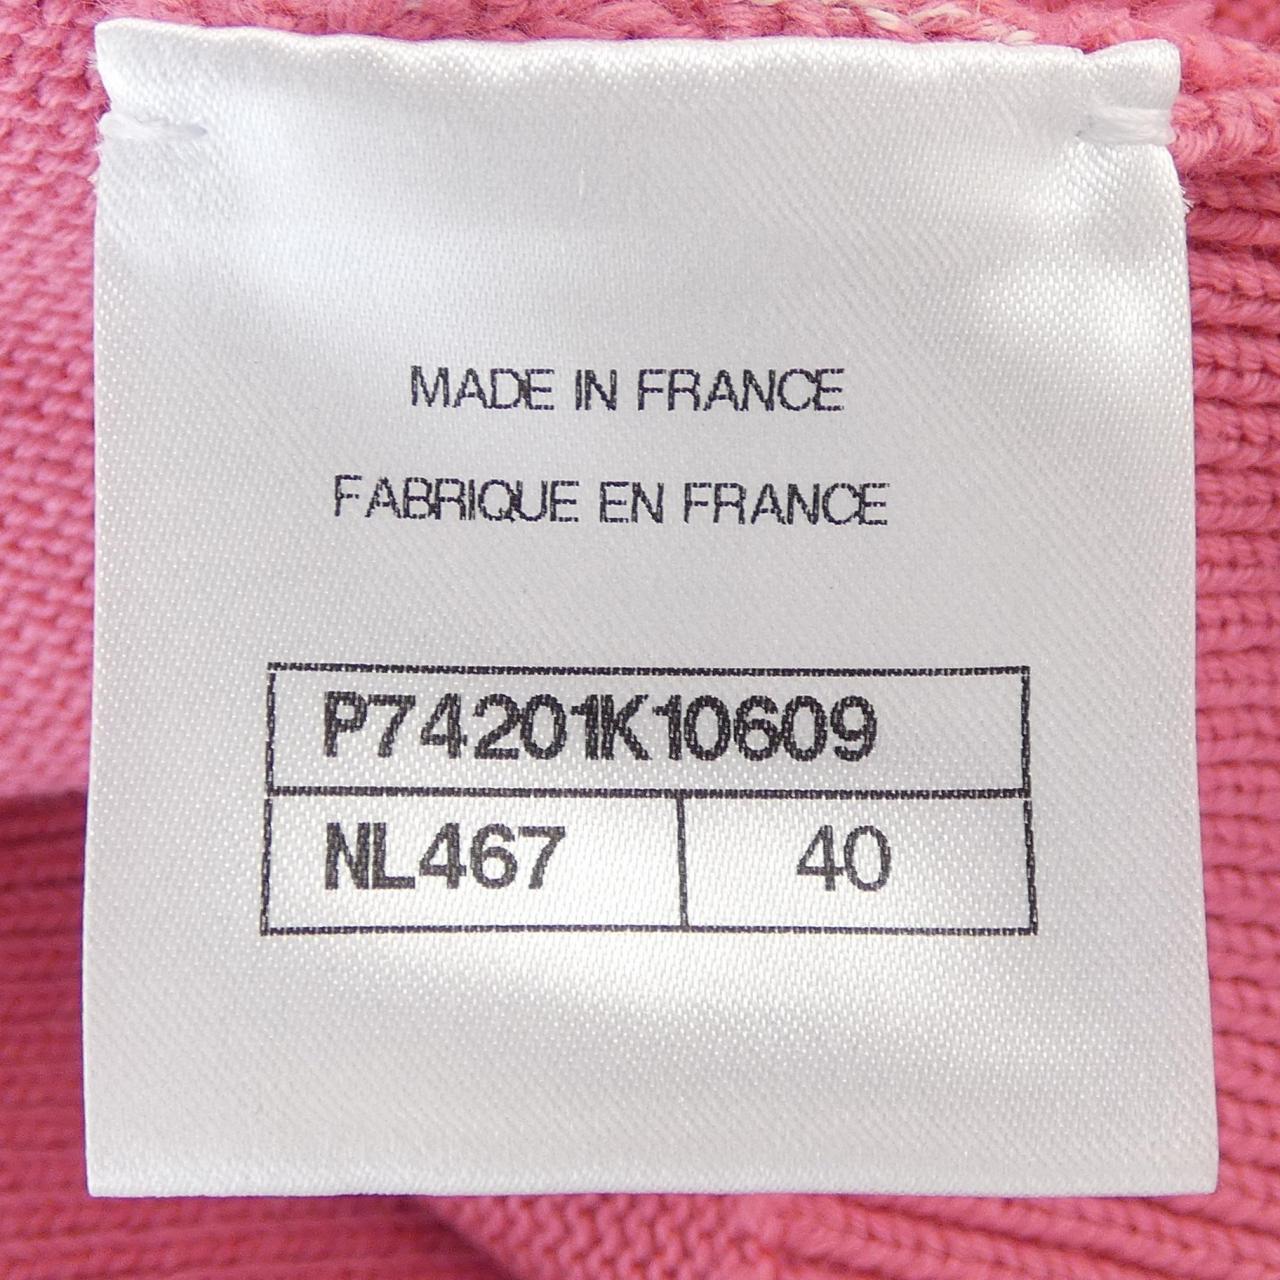 MADE IN FRANCE
FABRIQUE EN FRANCE
P74201K10609
NL467 40